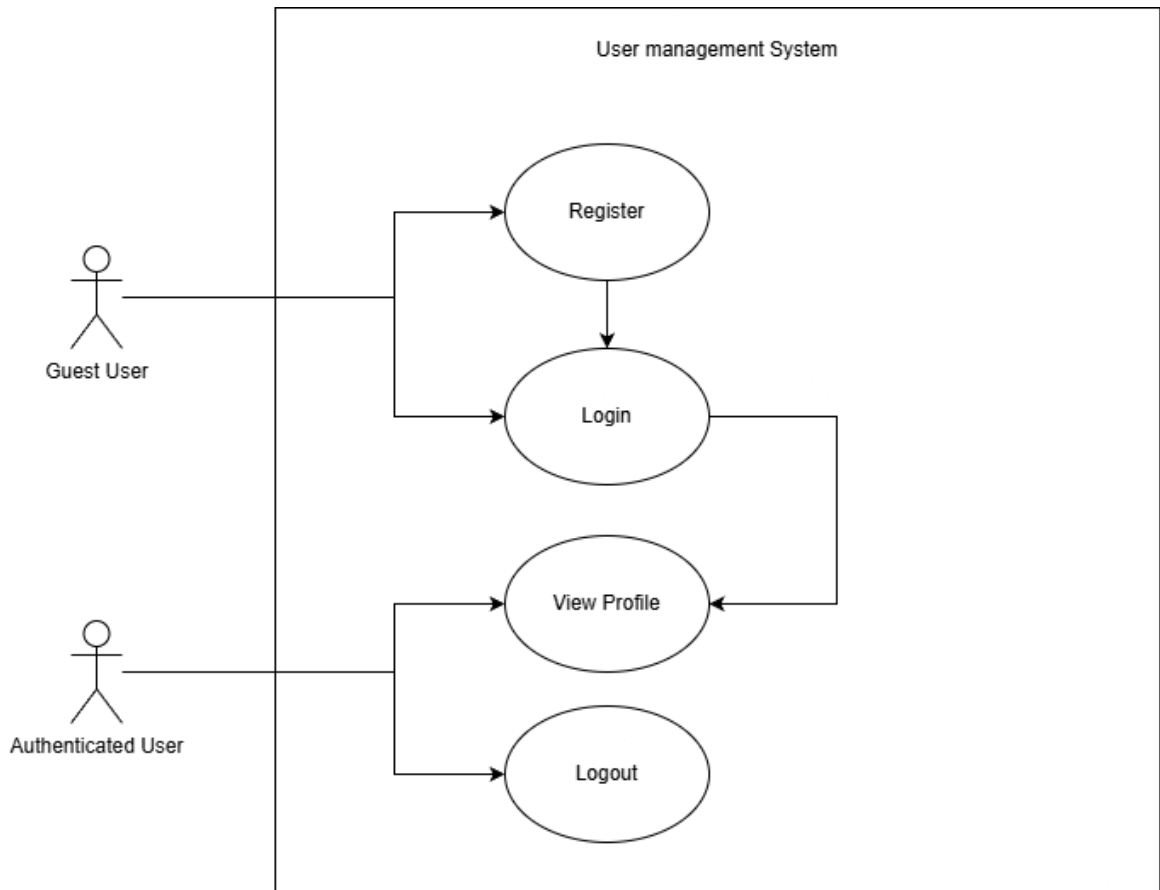 User management System
Register
Guest User
Login
View Profile
Authenticated User
Logout